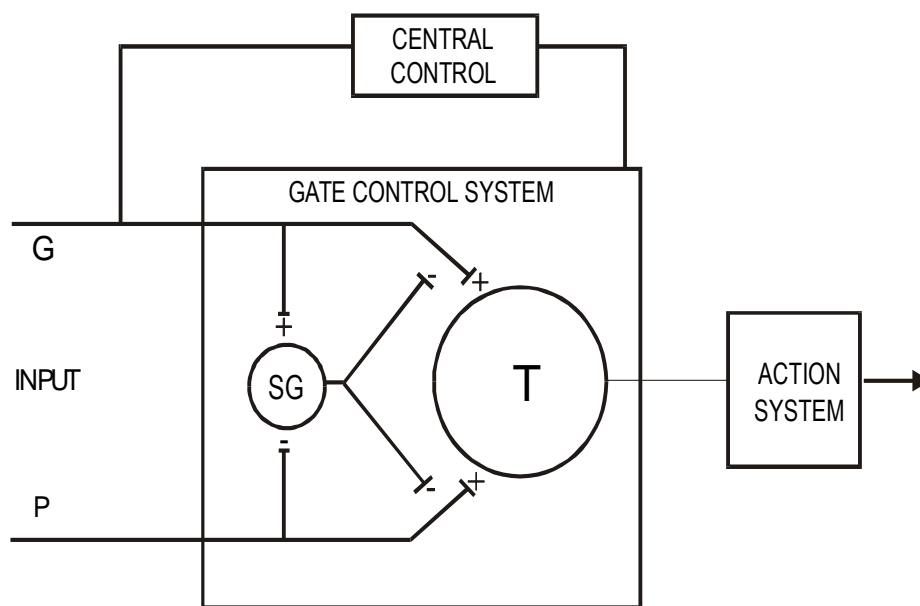 CENTRAL
CONTROL
GATE CONTROL SYSTEM
G
-
+
+
INPUT
SG
T
ACTION
SYSTEM
-
-
+
P